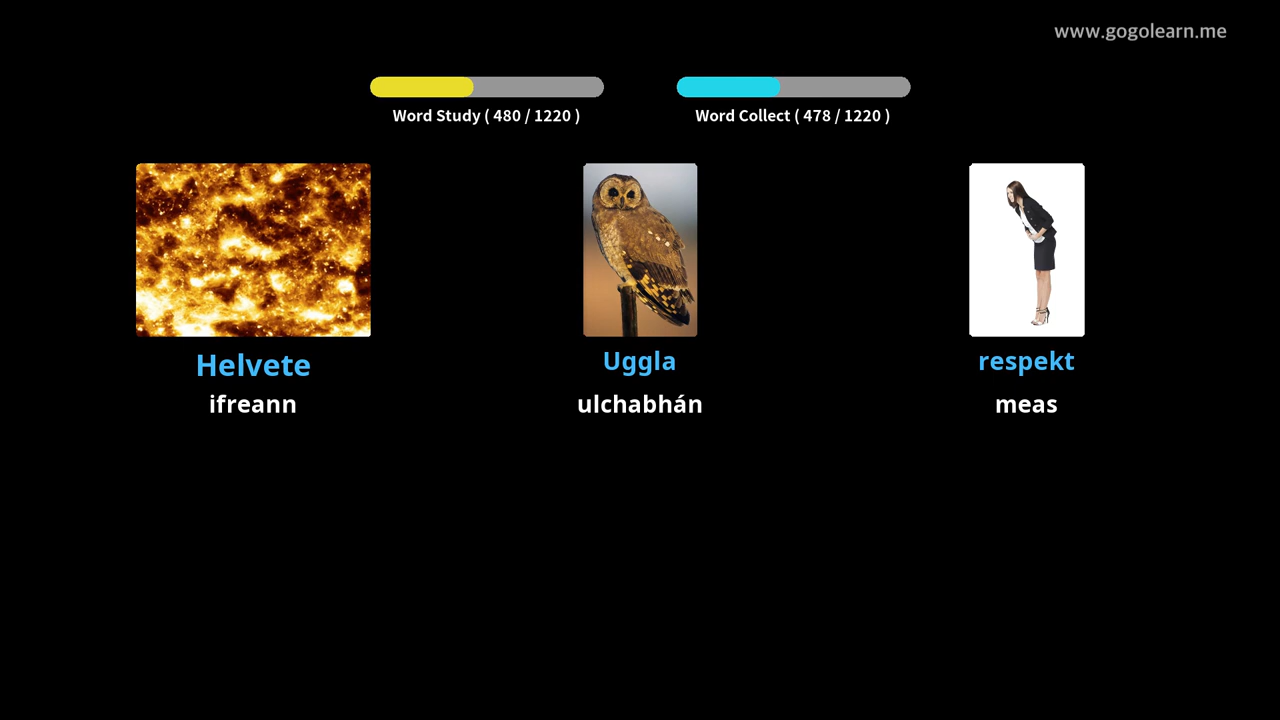 www.gogolearn.me
Word Study ( 480 / 1220 )
Word Collect ( 478 / 1220 )
Helvete
ifreann
Uggla
ulchabhán
respekt
meas